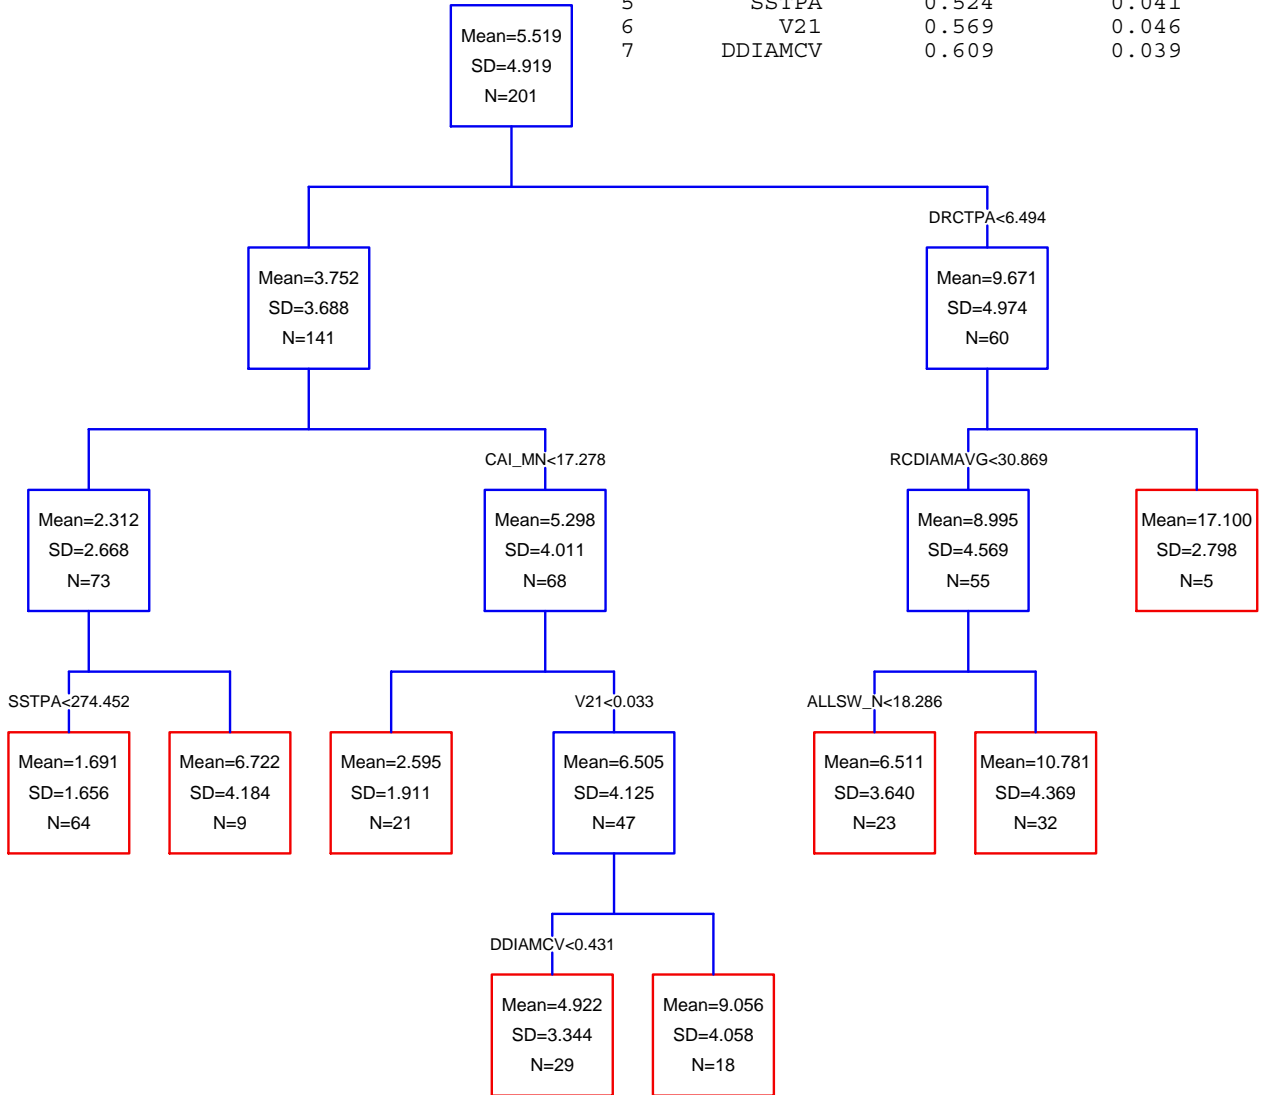 5 SSTPA 0.524 0.041
6 V21 0.569 0.046
7 DDIAMCV 0.609 0.039
Mean=5.519
SD=4.919
N=201
DRCTPA<6.494
Mean=3.752
SD=3.688
N=141
Mean=9.671
SD=4.974
N=60
CAI_MN<17.278
RCDIAMAVG<30.869
Mean=2.312
SD=2.668
N=73
Mean=5.298
SD=4.011
N=68
Mean=8.995
SD=4.569
N=55
Mean=17.100
SD=2.798
N=5
SSTPA<274.452
V21<0.033
ALLSW_N<18.286
Mean=1.691
SD=1.656
N=64
Mean=6.722
SD=4.184
N=9
Mean=2.595
SD=1.911
N=21
Mean=6.505
SD=4.125
N=47
Mean=6.511
SD=3.640
N=23
Mean=10.781
SD=4.369
N=32
DDIAMCV<0.431
Mean=4.922
SD=3.344
N=29
Mean=9.056
SD=4.058
N=18